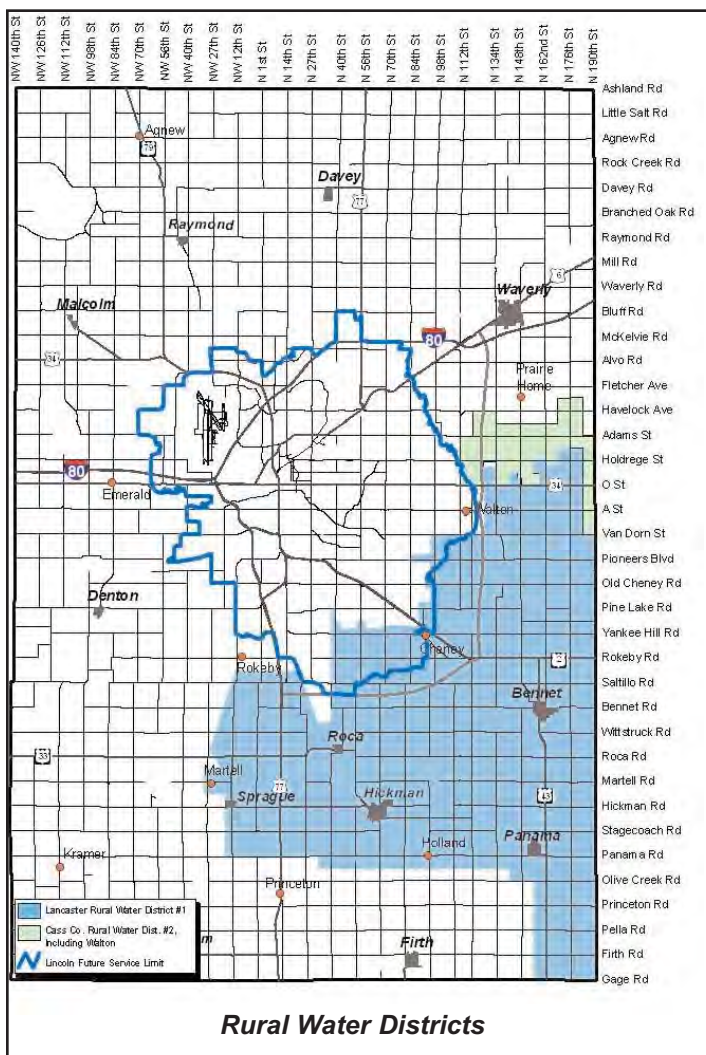 NW 140th St
NW 126th St
NW 112th St
NW 98th St
NW 84th St
NW 70th St
NW 56th St
NW 40th St
NW 27th St
NW 12th St
N 1st St
N 14th St
N 27th St
N 40th St
N 56th St
N 70th St
N 84th St
N 98th St
N 112th St
N 134th St
N 148th St
N 162nd St
N 176th St
N 190th St
Ashland Rd
Little Salt Rd
Agnew Rd
Rock Creek Rd
Davey Rd
Branched Oak Rd
Raymond Rd
Mill Rd
Waverly Rd
Bluff Rd
McKelvie Rd
Alvo Rd
Fletcher Ave
Havelock Ave
Adams St
Holdrege St
O St
A St
Van Dorn St
Pioneers Blvd
Old Cheney Rd
Pine Lake Rd
Yankee Hill Rd
Rokeby Rd
Saltillo Rd
Bennet Rd
Wittstruck Rd
Roca Rd
Martell Rd
Hickman Rd
Stagecoach Rd
Panama Rd
Olive Creek Rd
Princeton Rd
Pella Rd
Firth Rd
Gage Rd
Agnew
79
Davey
77
Raymond
6
Waverly
Malcolm
80
34
Prairie
Home
80
Emerald
34
Walton
Denton
Cheney
Rokeby
2
Bennet
Roca
33
Martell
77
Sprague
Hickman
43
Holland
Panama
Kramer
Princeton
Firth
Lancaster Rural Water District #1
Cass Co. Rural Water Dist. #2,
Including Walton
Lincoln Future Service Limit
Rural Water Districts